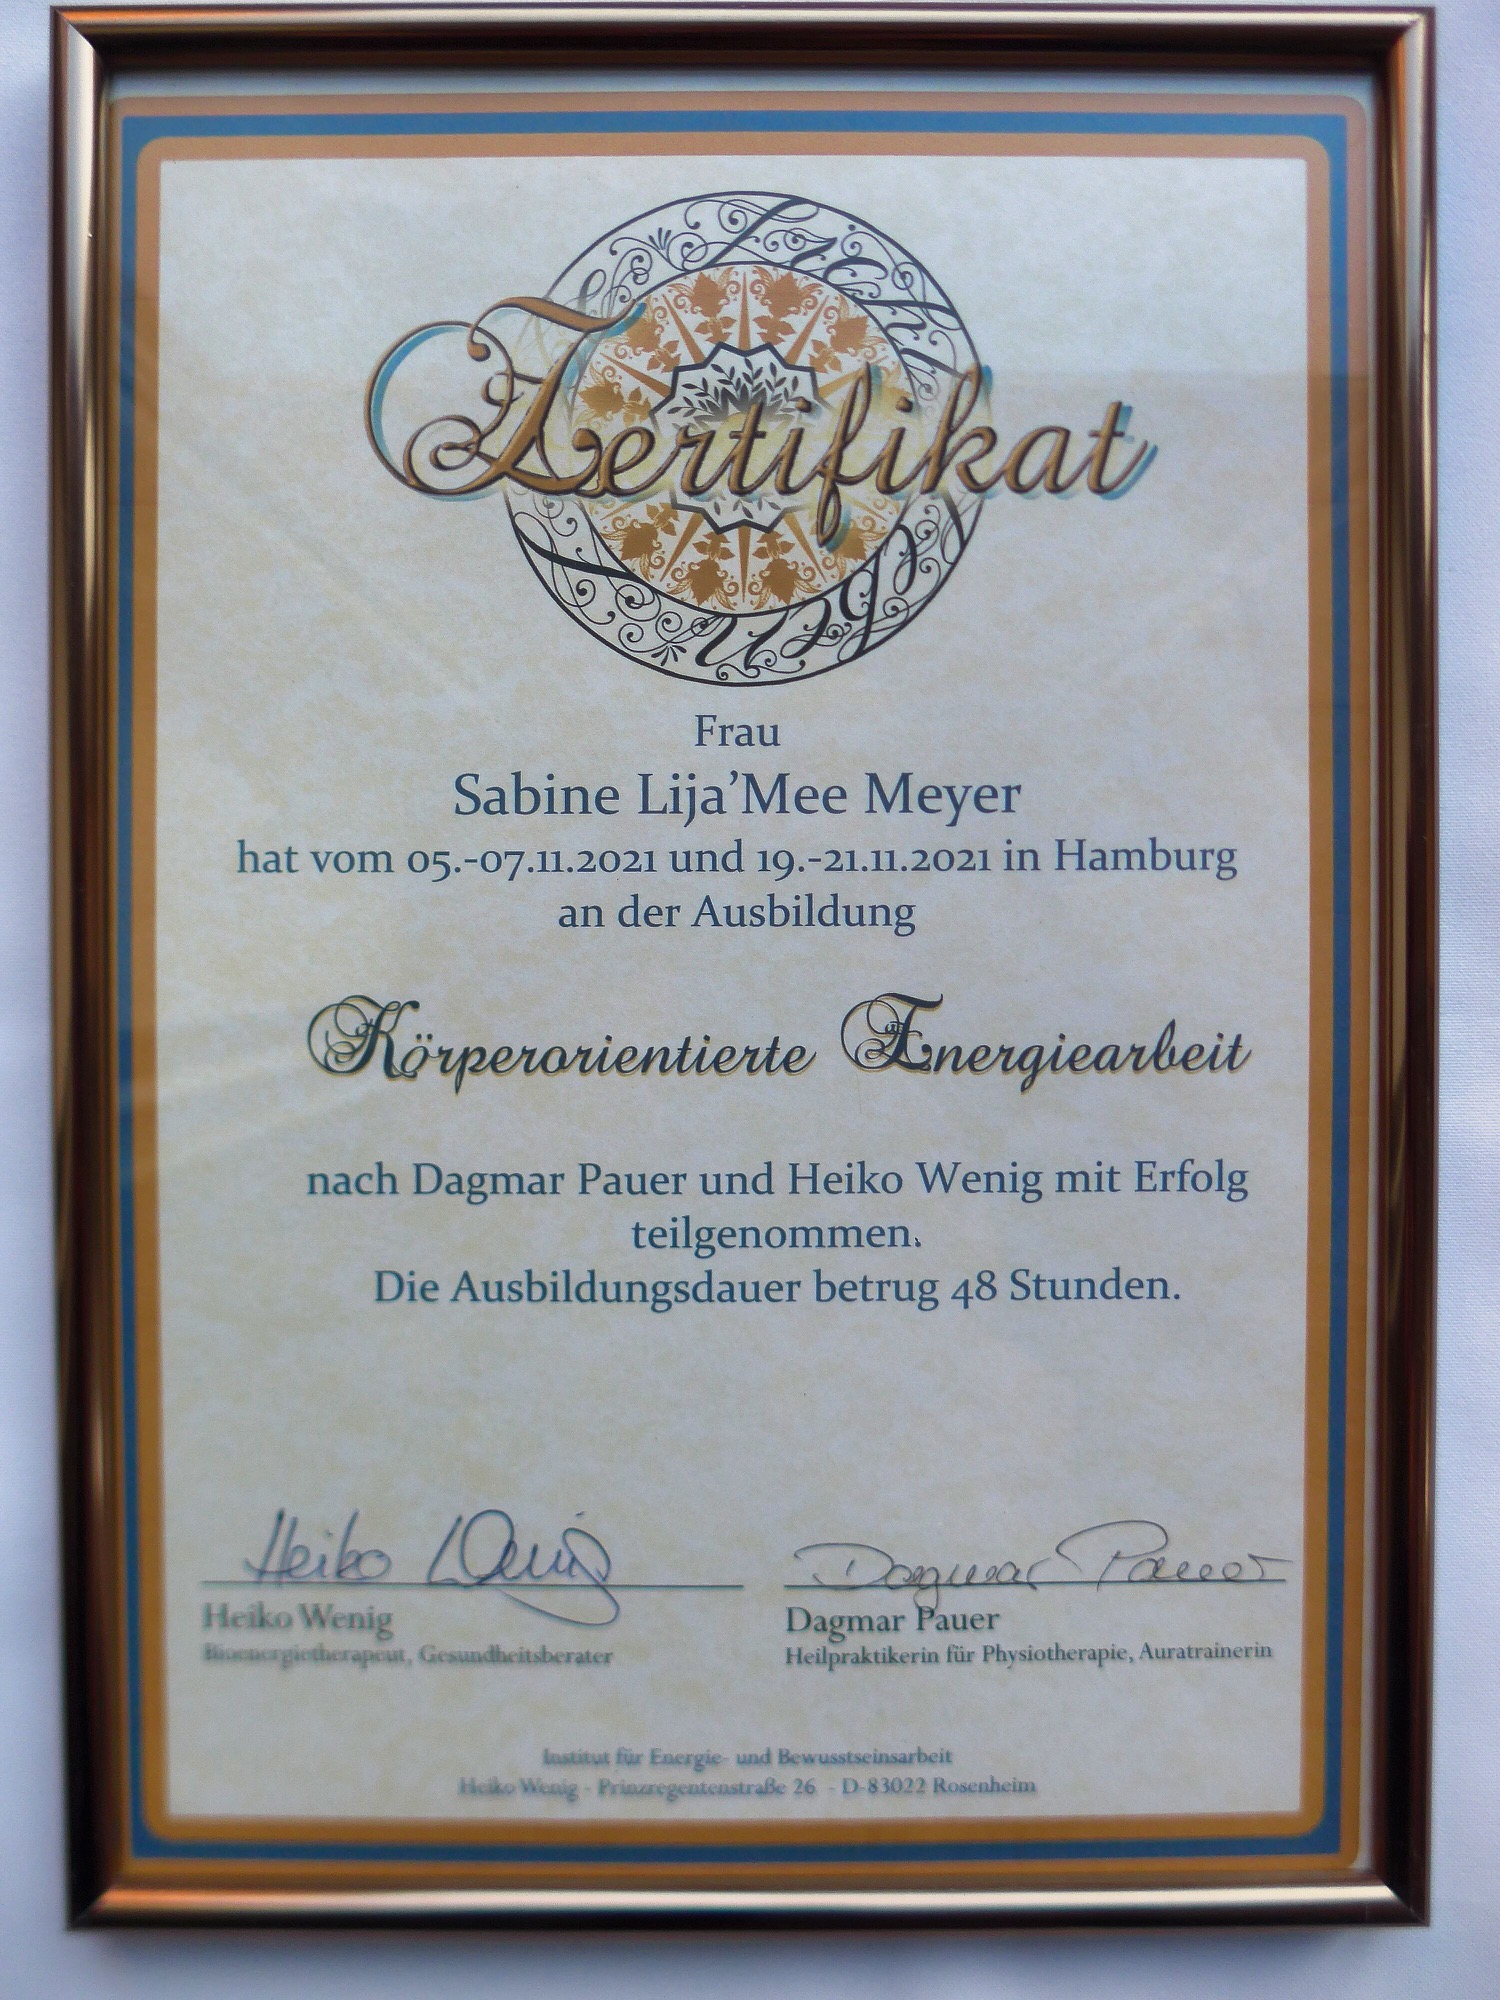 Licht
Zertifikat
Leben
Frau
Sabine Lija’Mee Meyer
hat vom 05.-07.11.2021 und 19.-21.11.2021 in Hamburg
an der Ausbildung
Körperorientierte Energiearbeit
nach Dagmar Pauer und Heiko Wenig mit Erfolg
teilgenommen.
Die Ausbildungsdauer betrug 48 Stunden.
Heiko Wenig Dagmar Pauer
Heiko Wenig Dagmar Pauer
Bioenergietherapeut, Gesundheitsberater Heilpraktikerin für Physiotherapie, Auratrainerin
Institut für Energie- und Bewusstseinsarbeit
Heiko Wenig - Prinzregentenstraße 26 - D-83022 Rosenheim